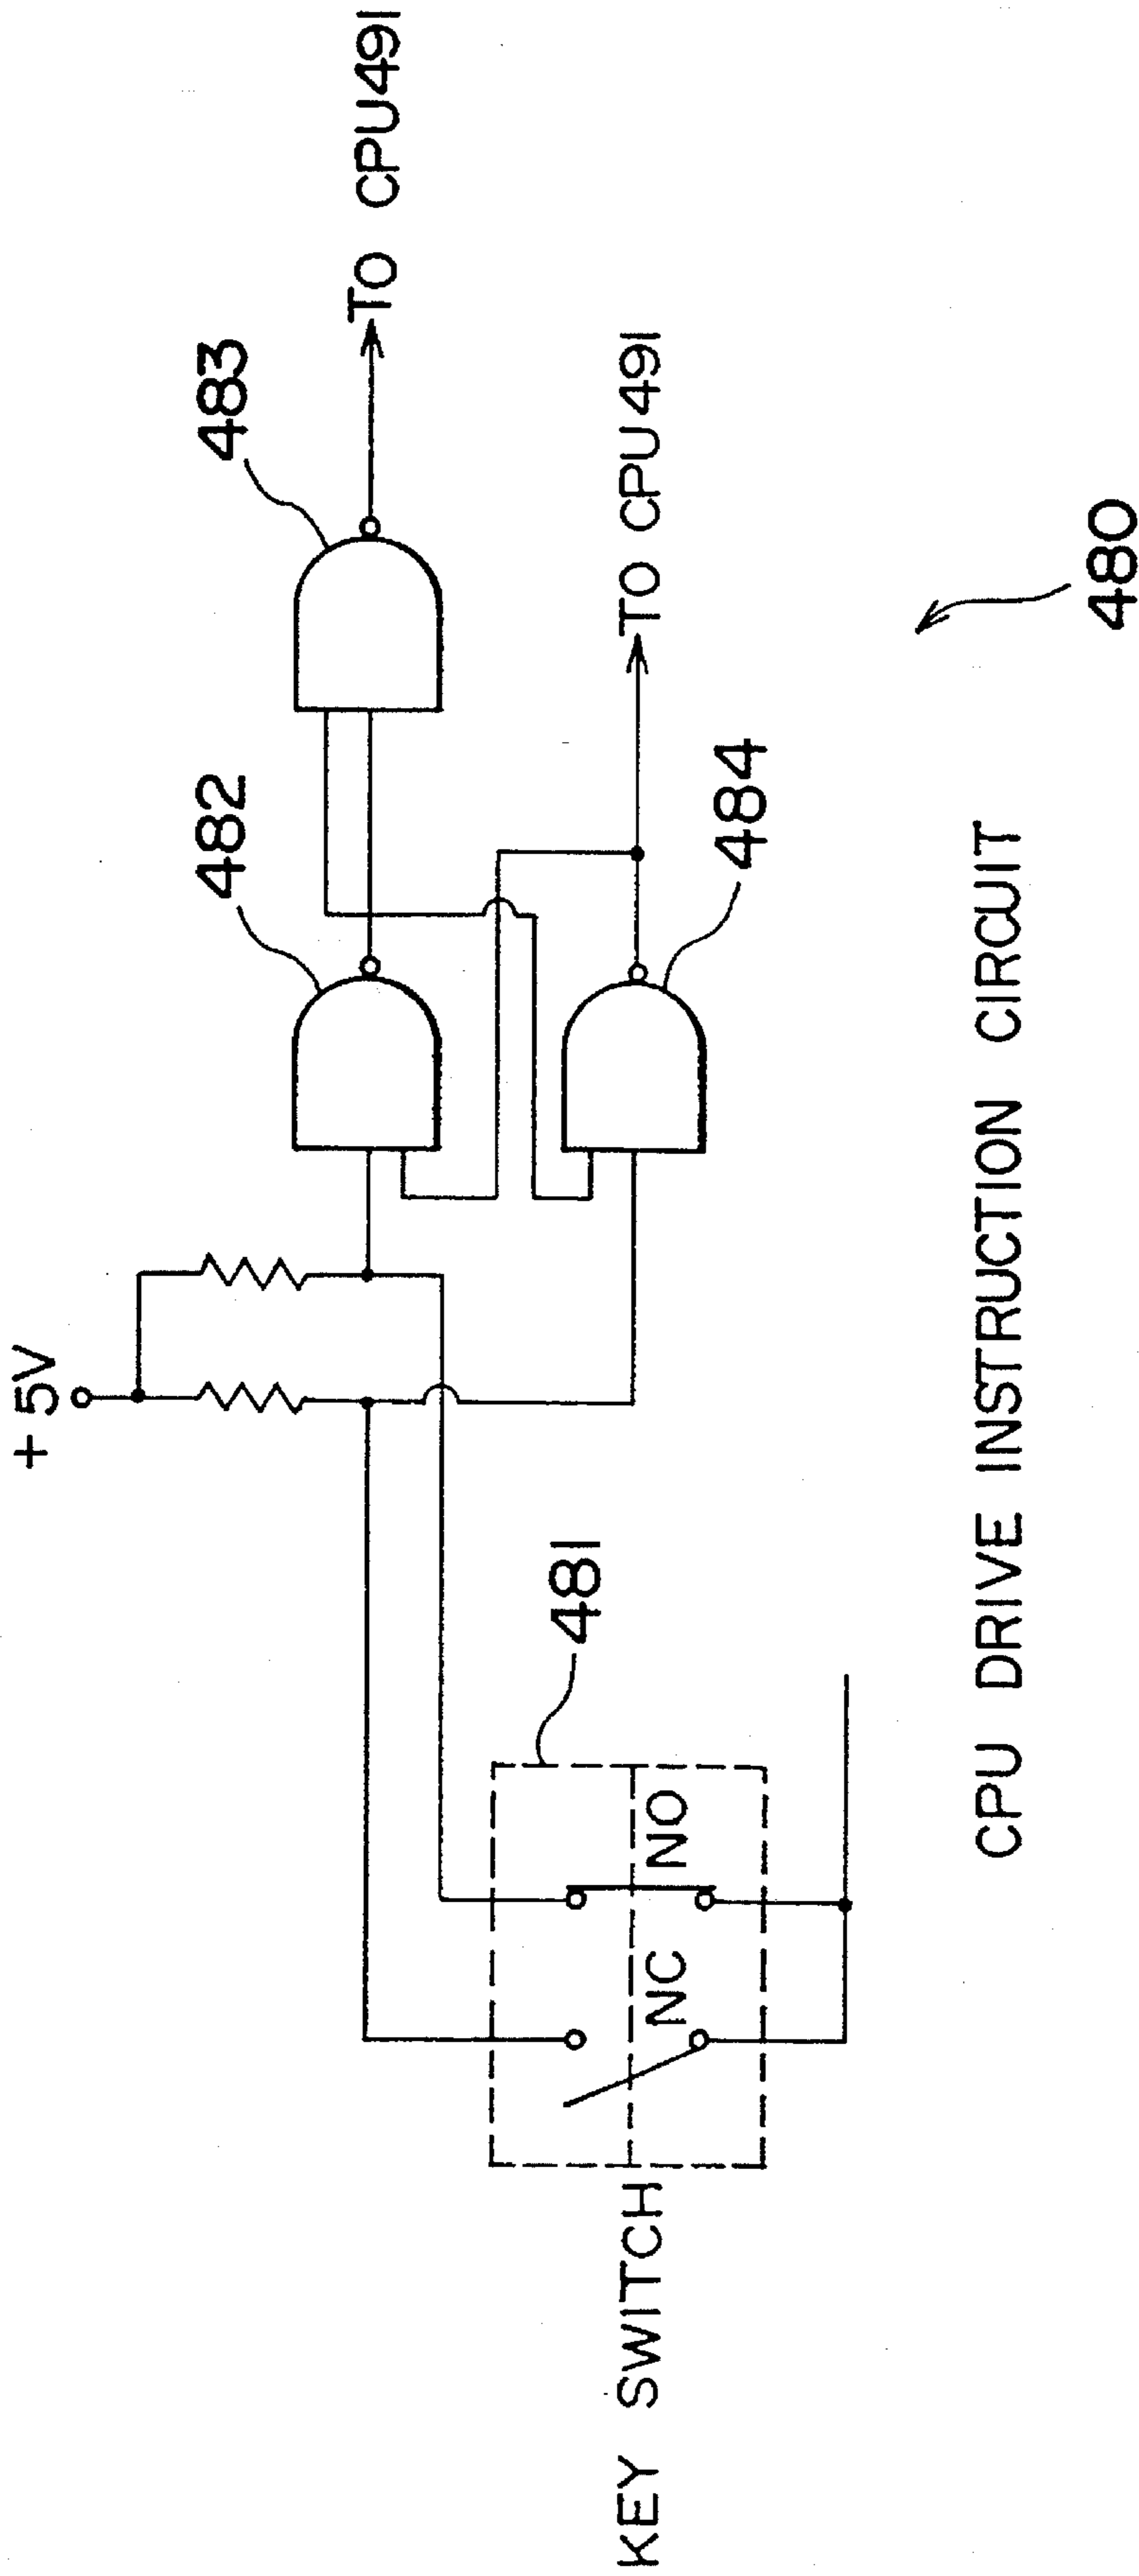 +5V
482
483
TO CPU491
481
484
TO CPU491
KEY SWITCH
NC
NO
CPU DRIVE INSTRUCTION CIRCUIT
480